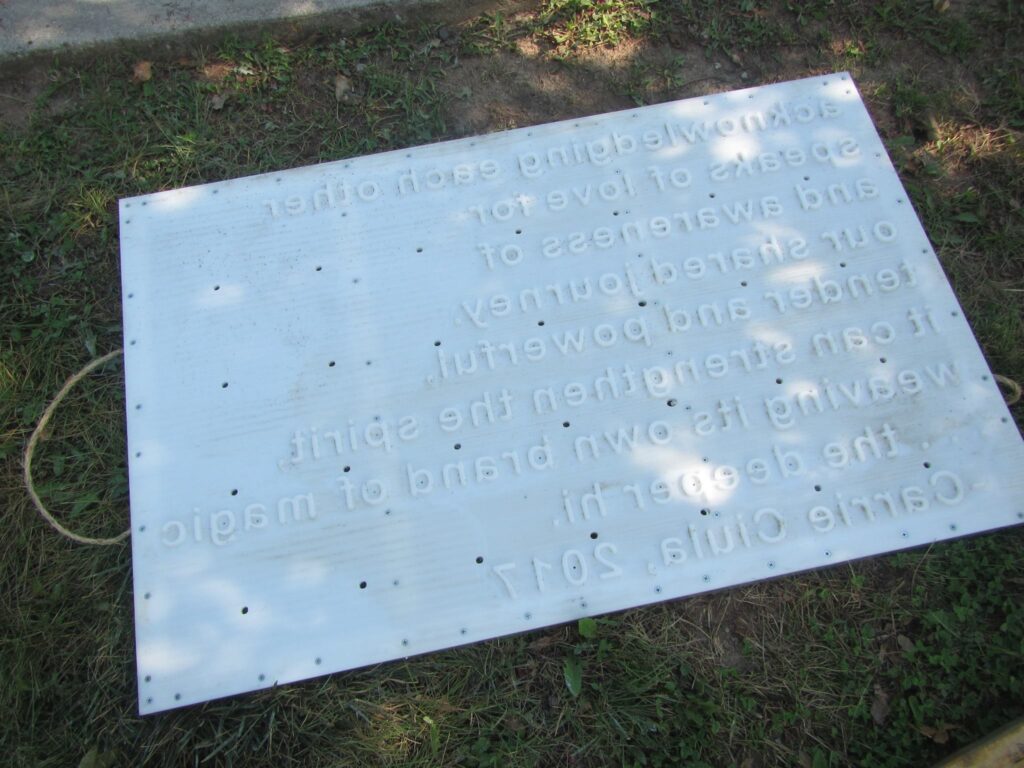 acknowledging each other
speaks of love for
and awareness of
our shared journey.
tender and powerful,
it can strengthen the spirit,
weaving its own brand of magic
. . the deeper hi.
-Carrie Ciula, 2017